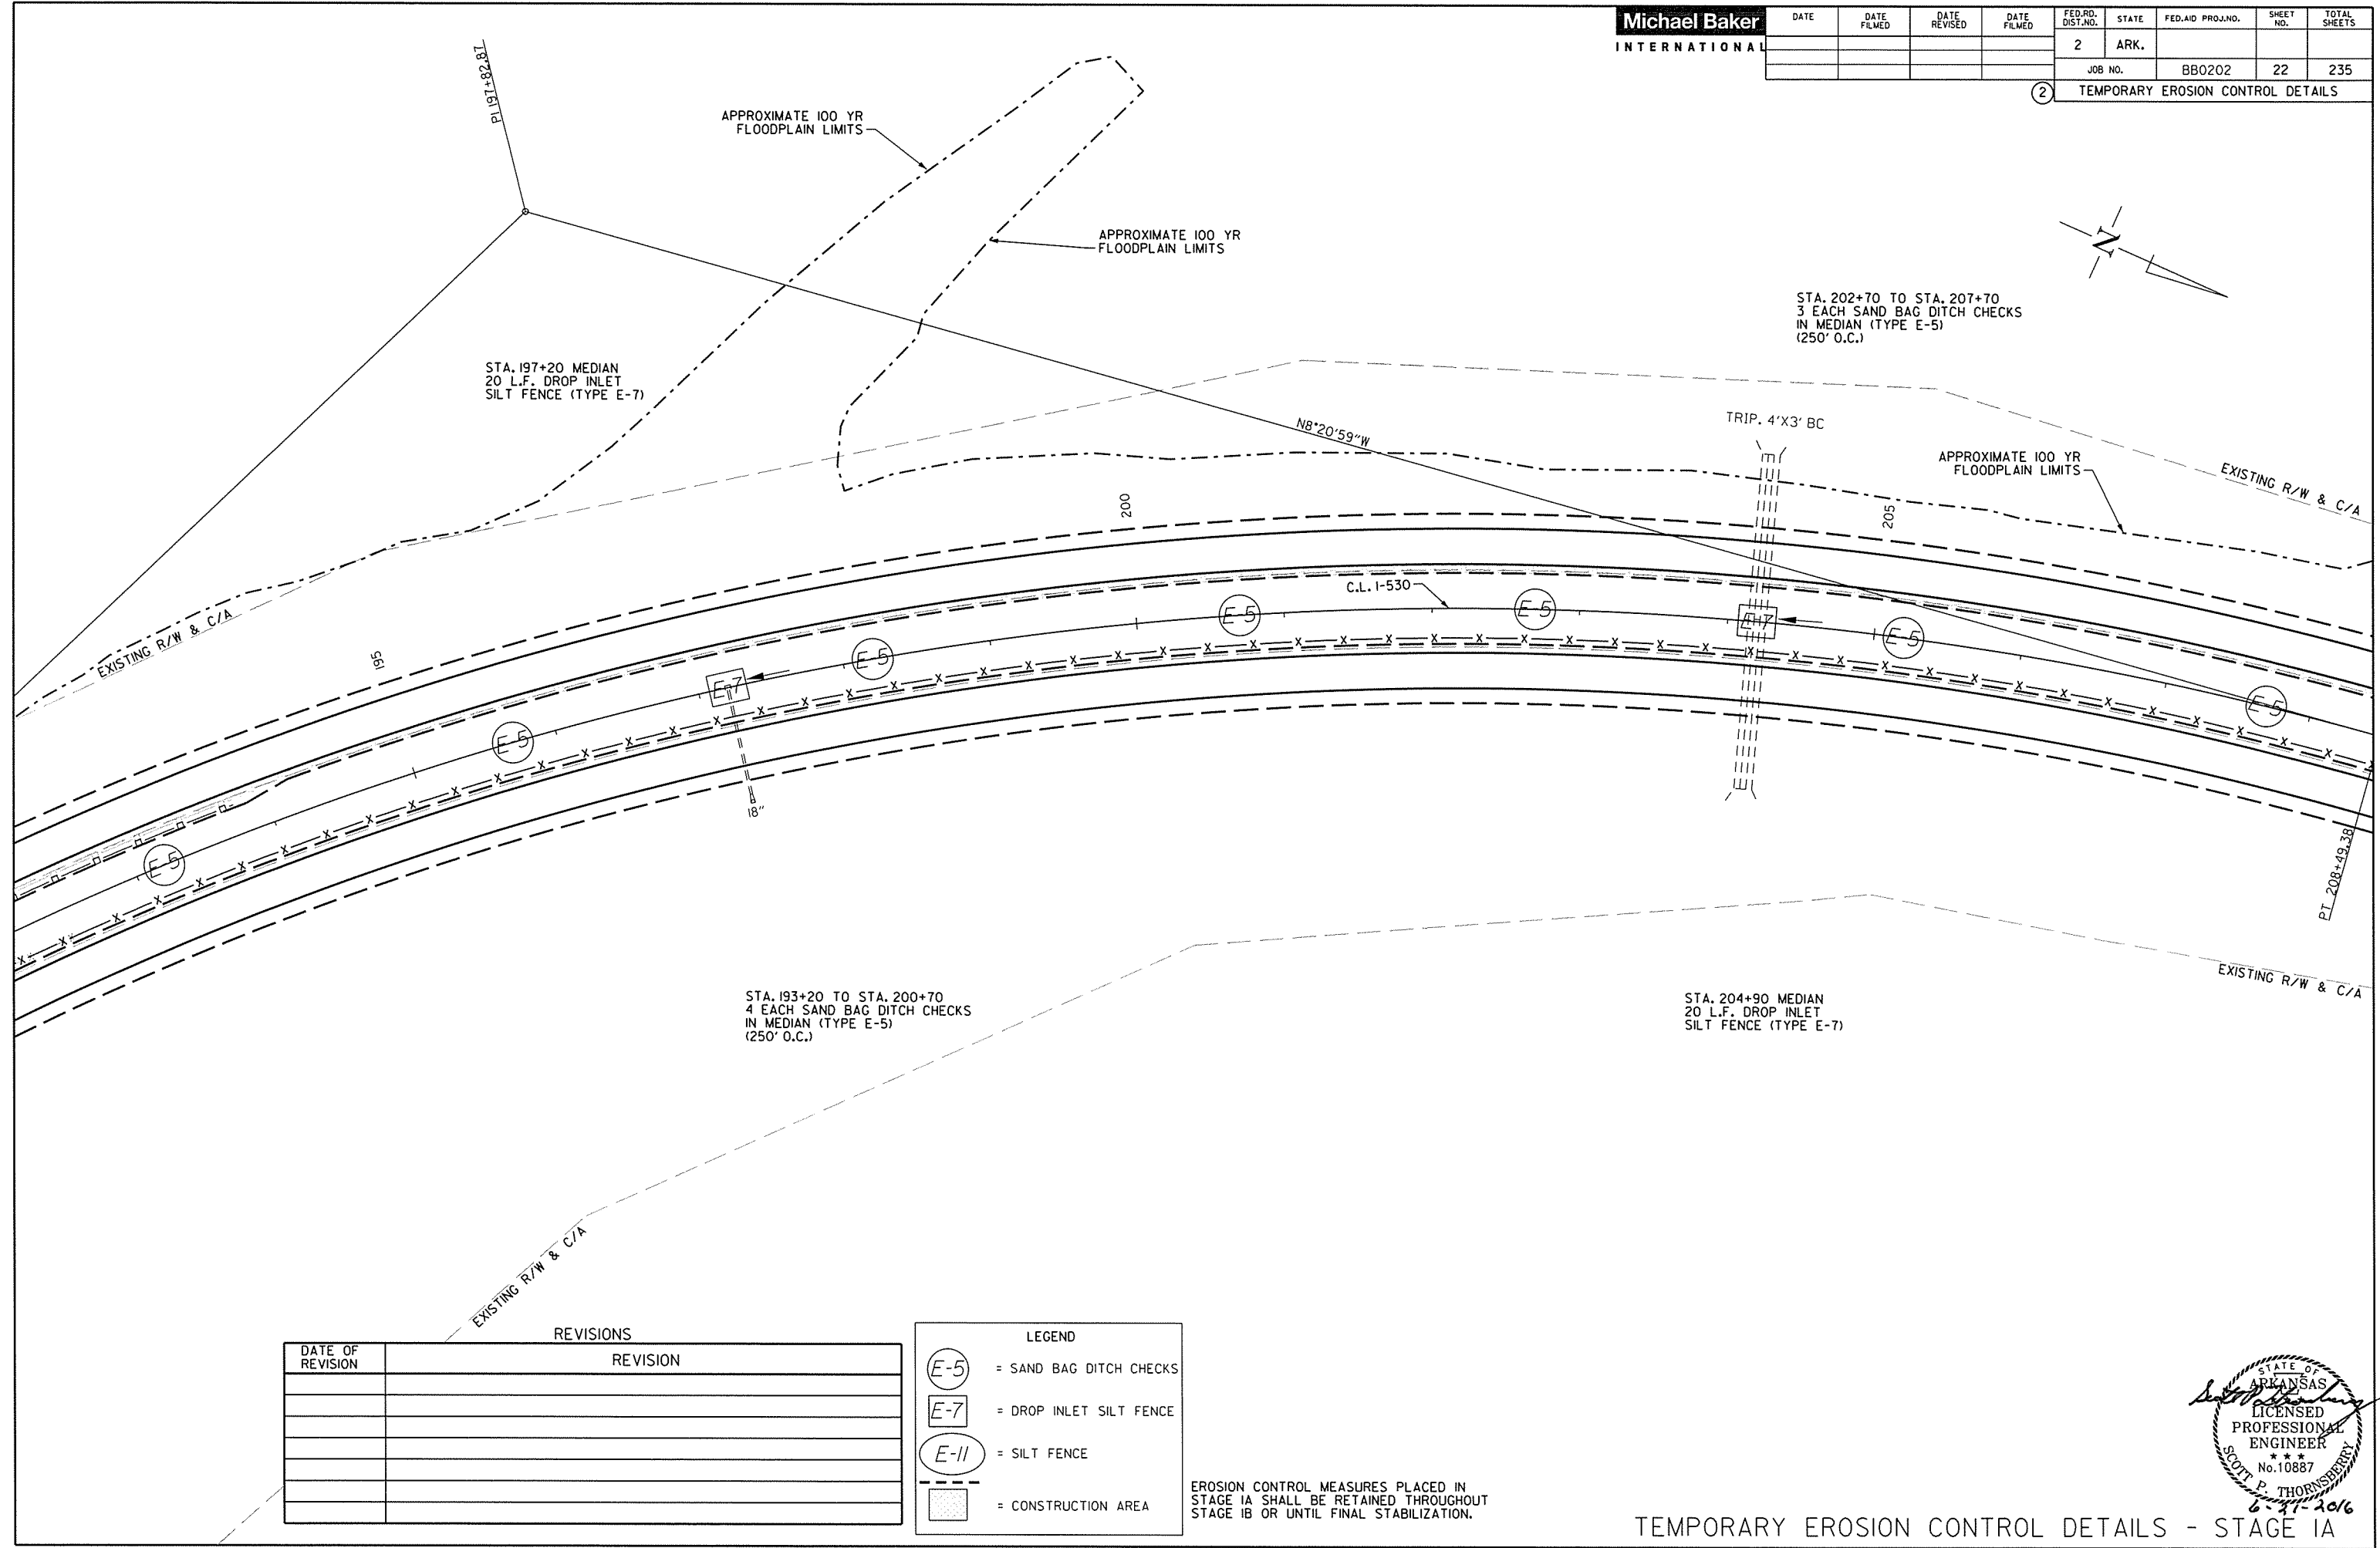 Michael Baker
INTERNATIONAL
DATE
DATE FILMED
DATE REVISED
DATE FILMED
FED.RD. DIST.NO.
STATE
FED.AID PROJ.NO.
SHEET NO.
TOTAL SHEETS
2
ARK.
JOB NO.
BB0202
22
235
2
TEMPORARY EROSION CONTROL DETAILS
PI 197+82.87
APPROXIMATE 100 YR
FLOODPLAIN LIMITS
APPROXIMATE 100 YR
FLOODPLAIN LIMITS
N
STA. 202+70 TO STA. 207+70
3 EACH SAND BAG DITCH CHECKS
IN MEDIAN (TYPE E-5)
(250' O.C.)
STA. 197+20 MEDIAN
20 L.F. DROP INLET
SILT FENCE (TYPE E-7)
N8°20'59"W
TRIP. 4'X3' BC
APPROXIMATE 100 YR
FLOODPLAIN LIMITS
EXISTING R/W & C/A
200
205
C.L. I-530
EXISTING R/W & C/A
195
E-5
E-5
E-7
E-5
E-5
E-5
E-7
E-5
E-5
18"
PT 208+49.38
EXISTING R/W & C/A
STA. 193+20 TO STA. 200+70
4 EACH SAND BAG DITCH CHECKS
IN MEDIAN (TYPE E-5)
(250' O.C.)
STA. 204+90 MEDIAN
20 L.F. DROP INLET
SILT FENCE (TYPE E-7)
EXISTING R/W & C/A
REVISIONS
DATE OF REVISION
REVISION
LEGEND
E-5 = SAND BAG DITCH CHECKS
E-7 = DROP INLET SILT FENCE
E-11 = SILT FENCE
= CONSTRUCTION AREA
EROSION CONTROL MEASURES PLACED IN
STAGE 1A SHALL BE RETAINED THROUGHOUT
STAGE 1B OR UNTIL FINAL STABILIZATION.
STATE OF
ARKANSAS
LICENSED
PROFESSIONAL
ENGINEER
No.10887
SCOTT P. THORNSBERRY
6-21-2016
TEMPORARY EROSION CONTROL DETAILS - STAGE 1A